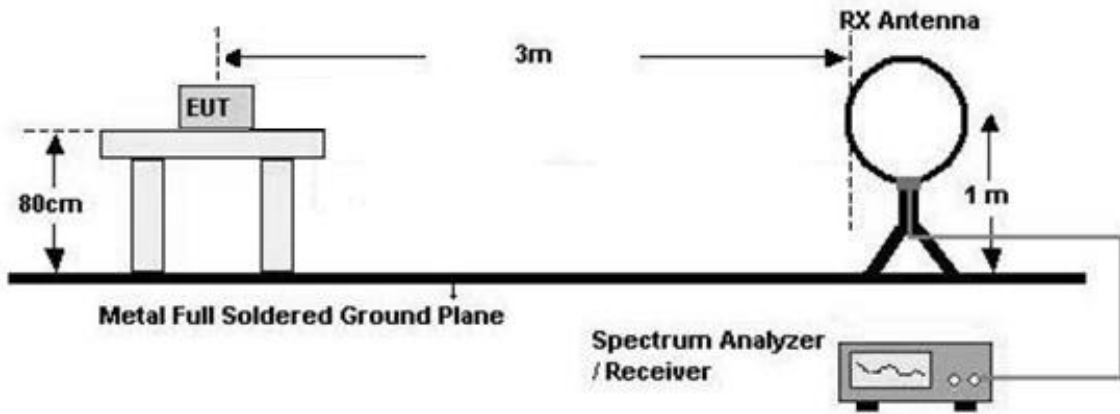 RX Antenna
3m
EUT
80cm
1 m
Metal Full Soldered Ground Plane
Spectrum Analyzer
/ Receiver